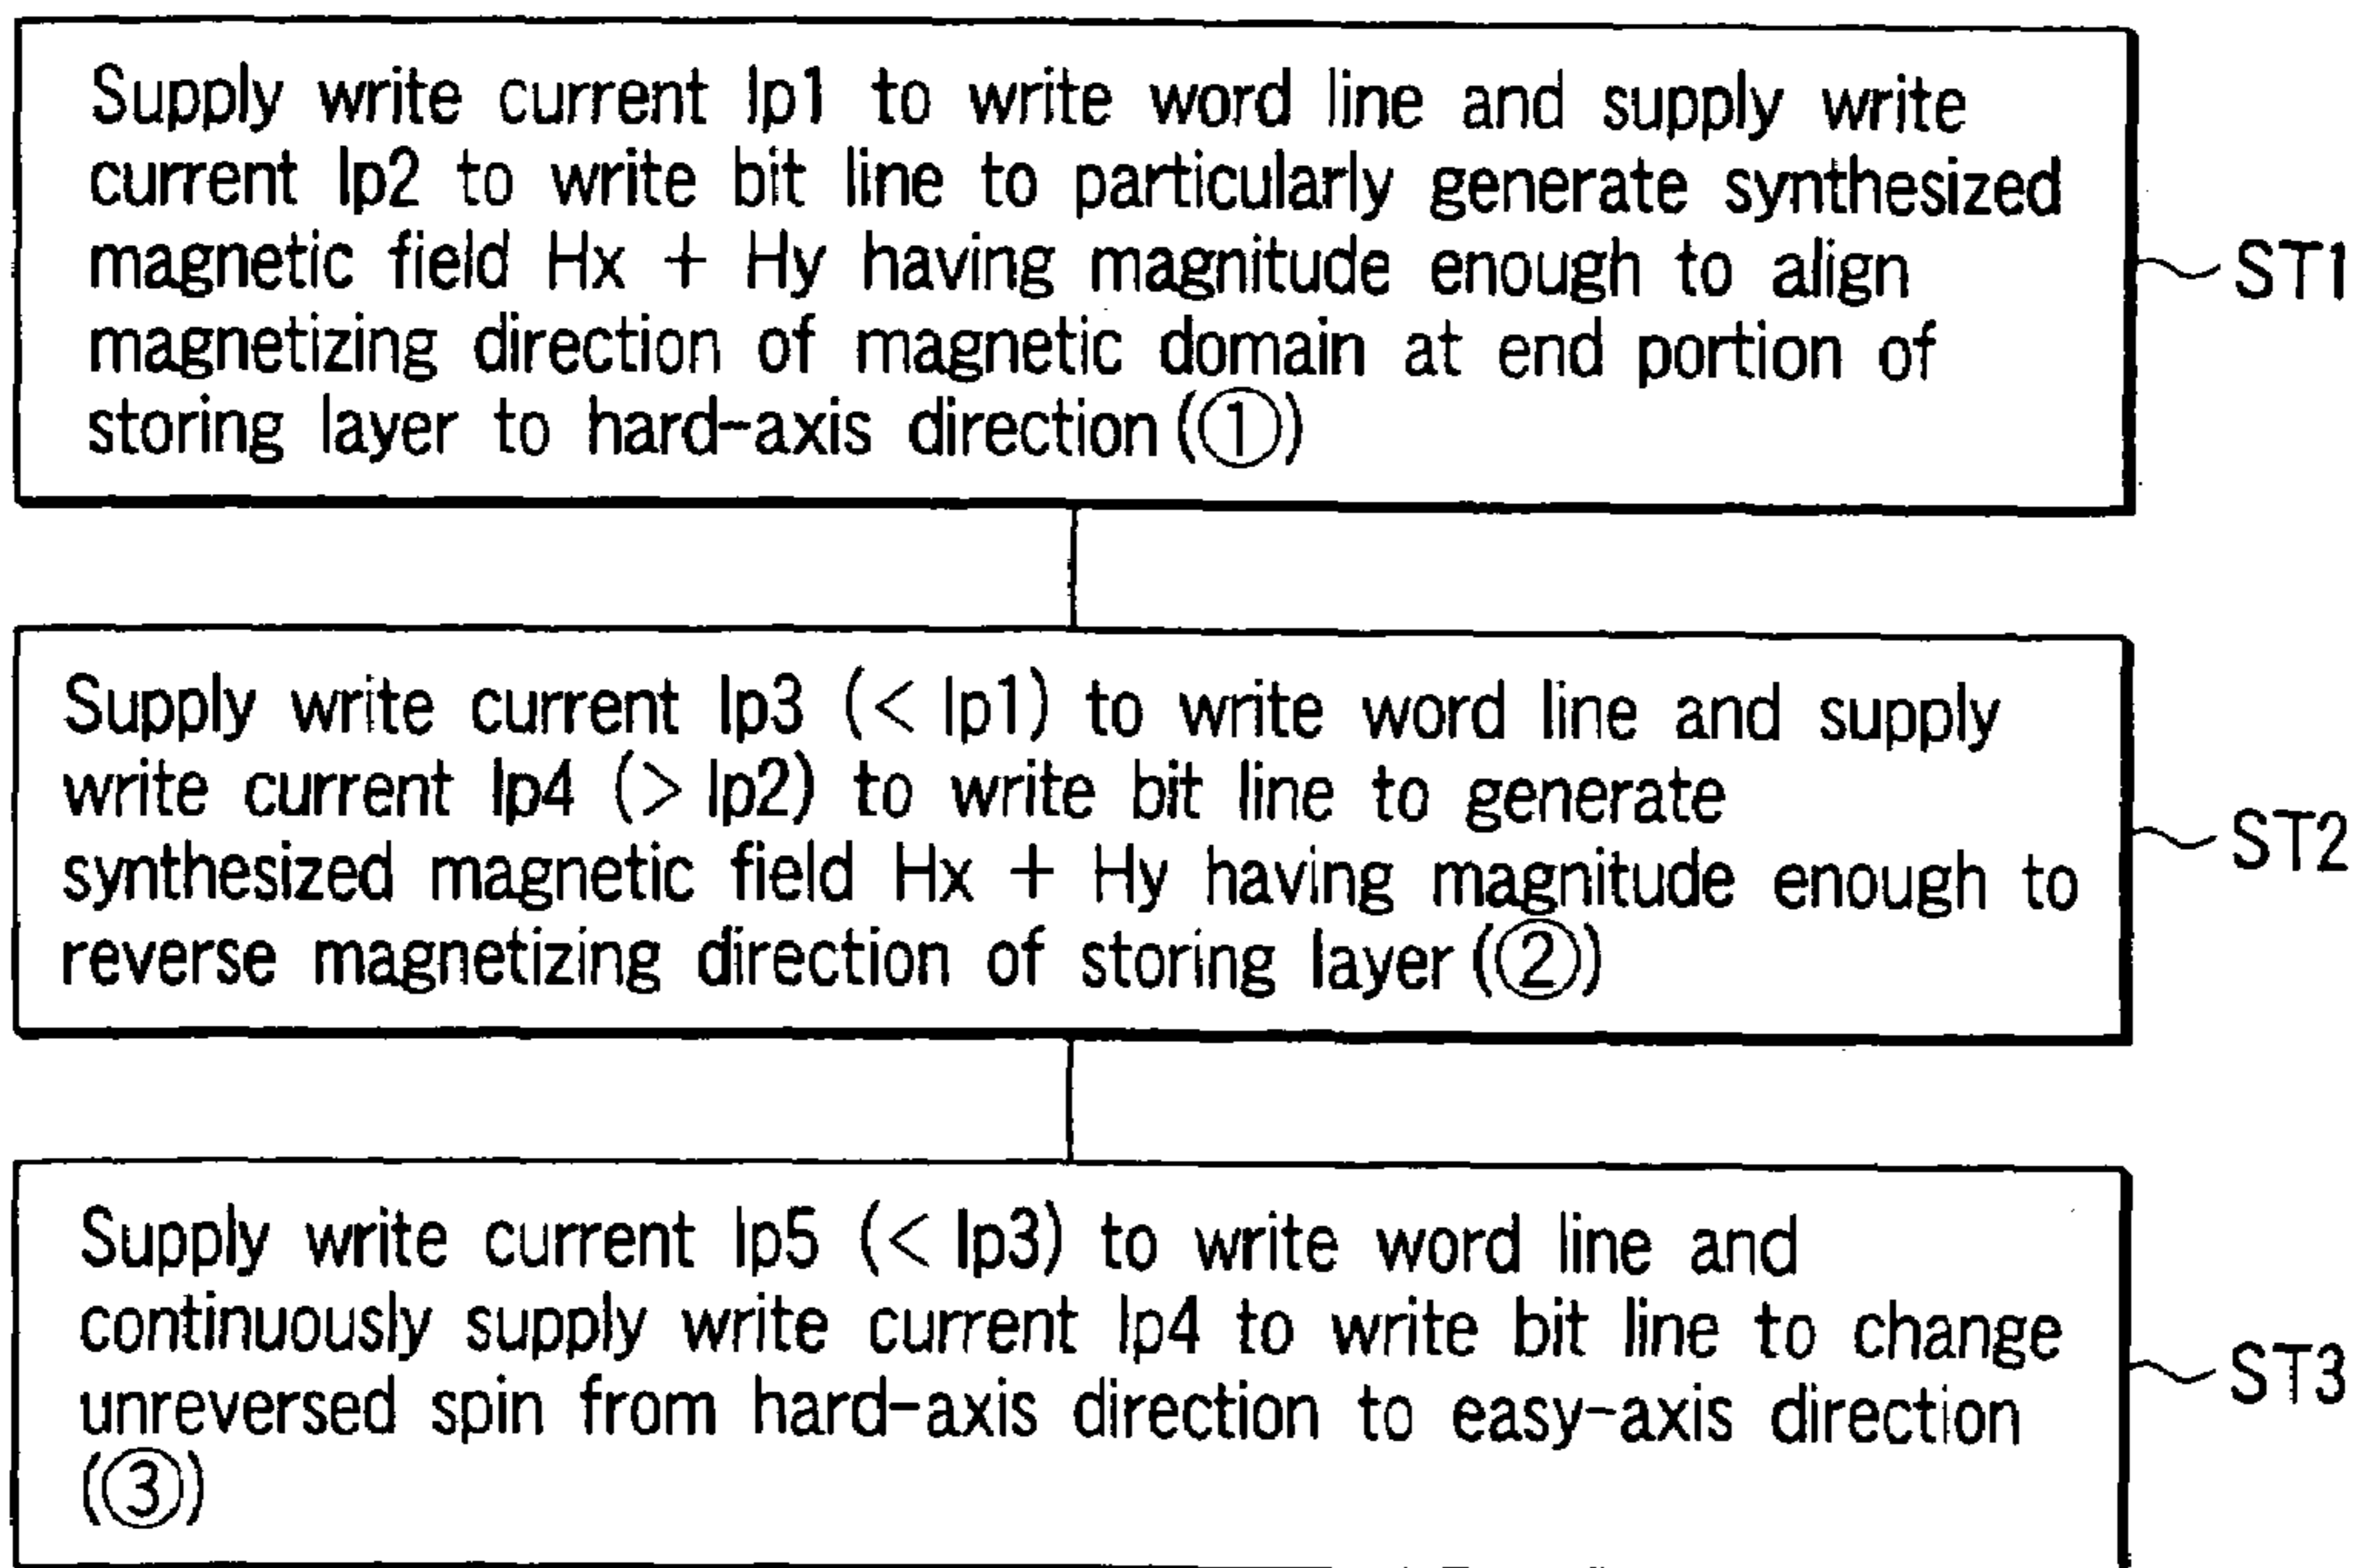 Supply write current Ip1 to write word line and supply write
current Ip2 to write bit line to particularly generate synthesized
magnetic field Hx + Hy having magnitude enough to align
magnetizing direction of magnetic domain at end portion of
storing layer to hard-axis direction (①)
ST1
Supply write current Ip3 (< Ip1) to write word line and supply
write current Ip4 (> Ip2) to write bit line to generate
synthesized magnetic field Hx + Hy having magnitude enough to
reverse magnetizing direction of storing layer (②)
ST2
Supply write current Ip5 (< Ip3) to write word line and
continuously supply write current Ip4 to write bit line to change
unreversed spin from hard-axis direction to easy-axis direction
(③)
ST3